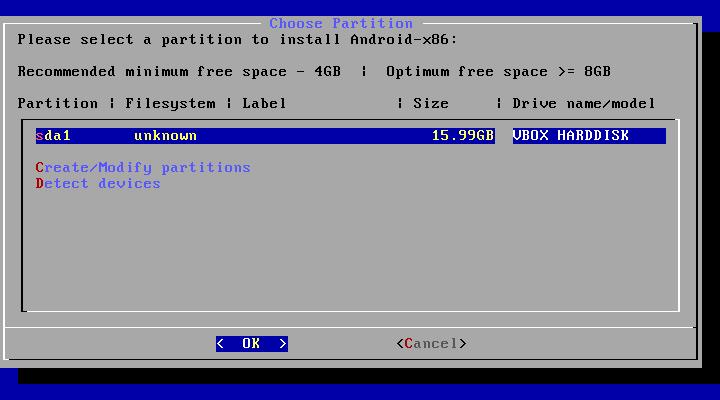 Choose Partition
Please select a partition to install Android-x86:
Recommended minimum free space - 4GB | Optimum free space >= 8GB
Partition | Filesystem | Label | Size | Drive name/model
sda1 unknown 15.99GB VBOX HARDDISK
Create/Modify partitions
Detect devices
< OK > <Cancel>